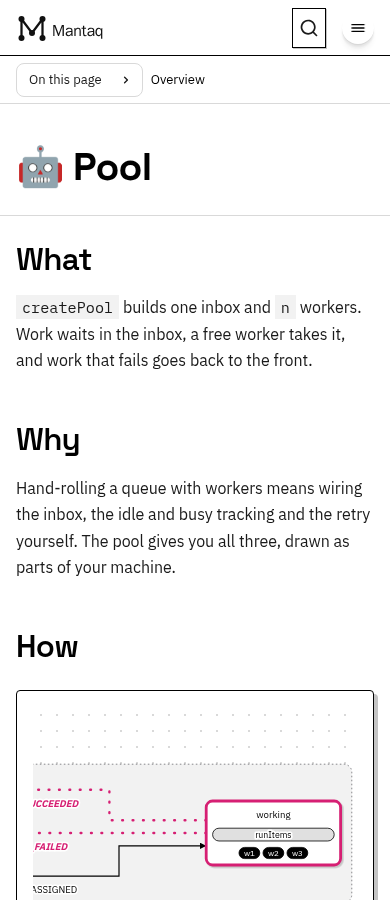 Mantaq
On this page
Overview
🤖 Pool
What
createPool builds one inbox and n workers.
Work waits in the inbox, a free worker takes it,
and work that fails goes back to the front.
Why
Hand-rolling a queue with workers means wiring
the inbox, the idle and busy tracking and the retry
yourself. The pool gives you all three, drawn as
parts of your machine.
How
working
runItems
w1 w2 w3
FAILED
ASSIGNED